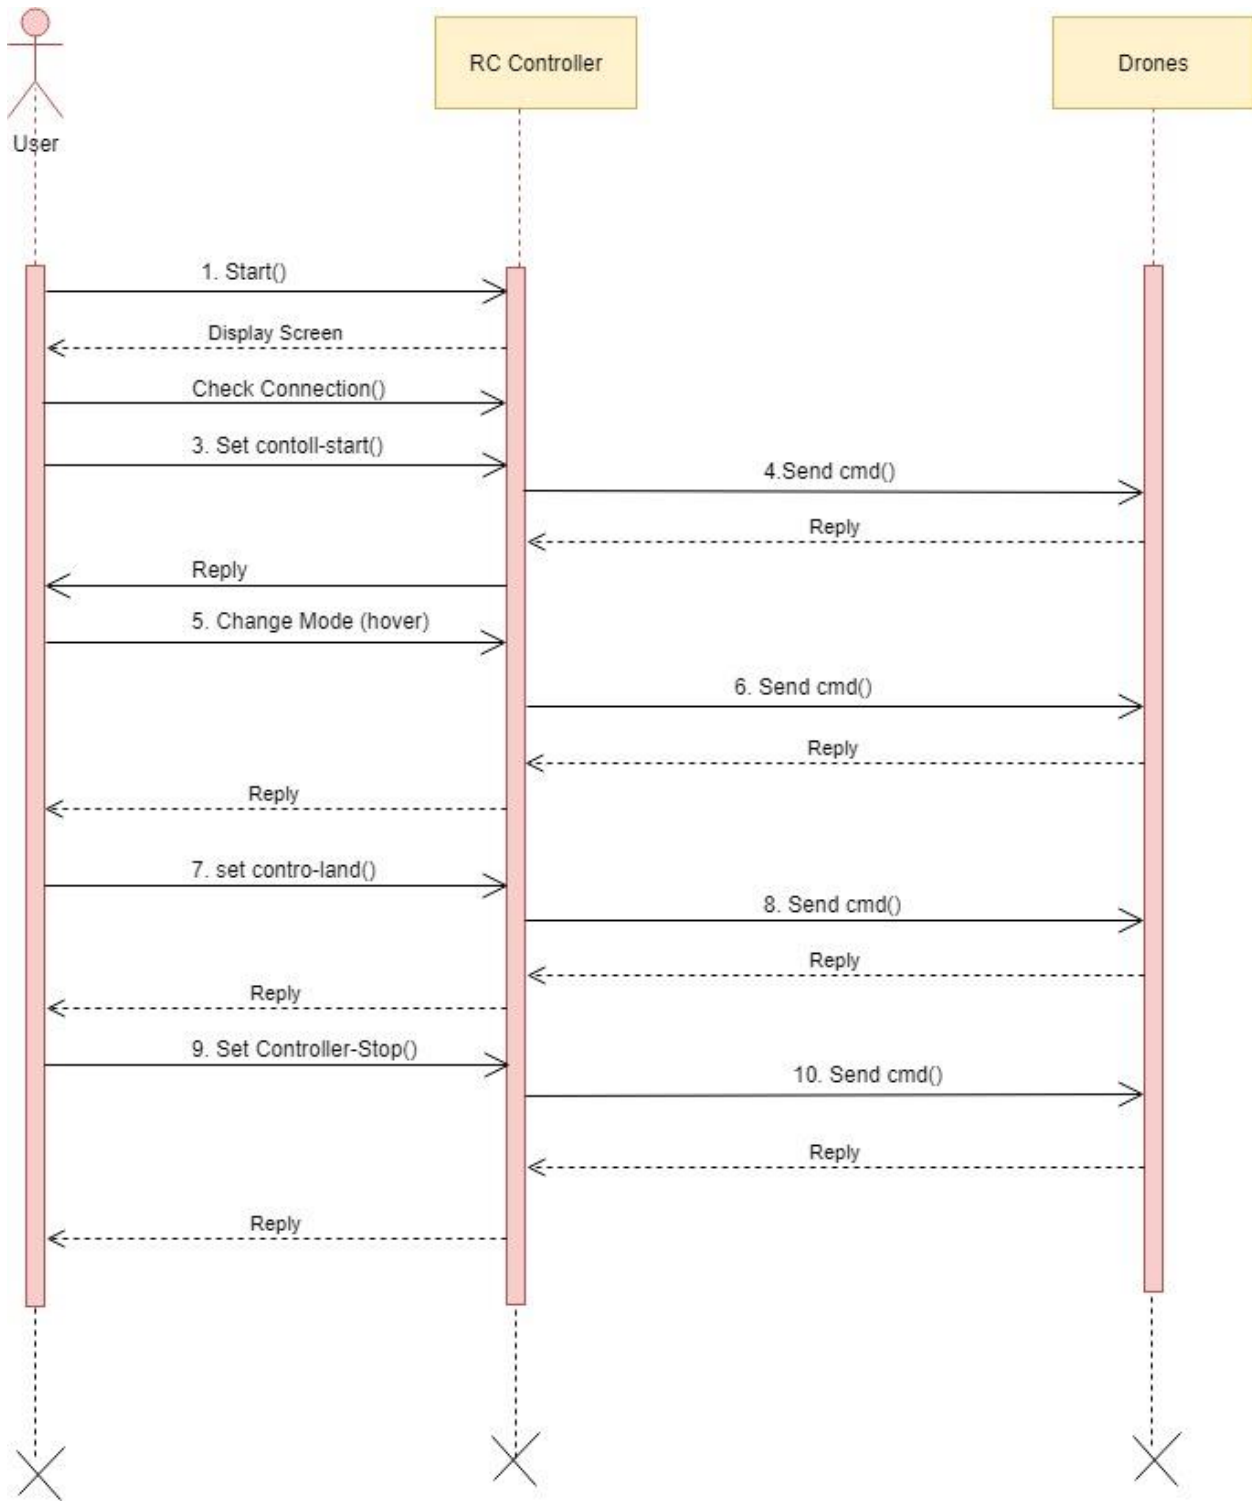 RC Controller
Drones
User
1. Start()
Display Screen
Check Connection()
3. Set contoll-start()
4.Send cmd()
Reply
Reply
5. Change Mode (hover)
6. Send cmd()
Reply
Reply
7. set contro-land()
8. Send cmd()
Reply
Reply
9. Set Controller-Stop()
10. Send cmd()
Reply
Reply